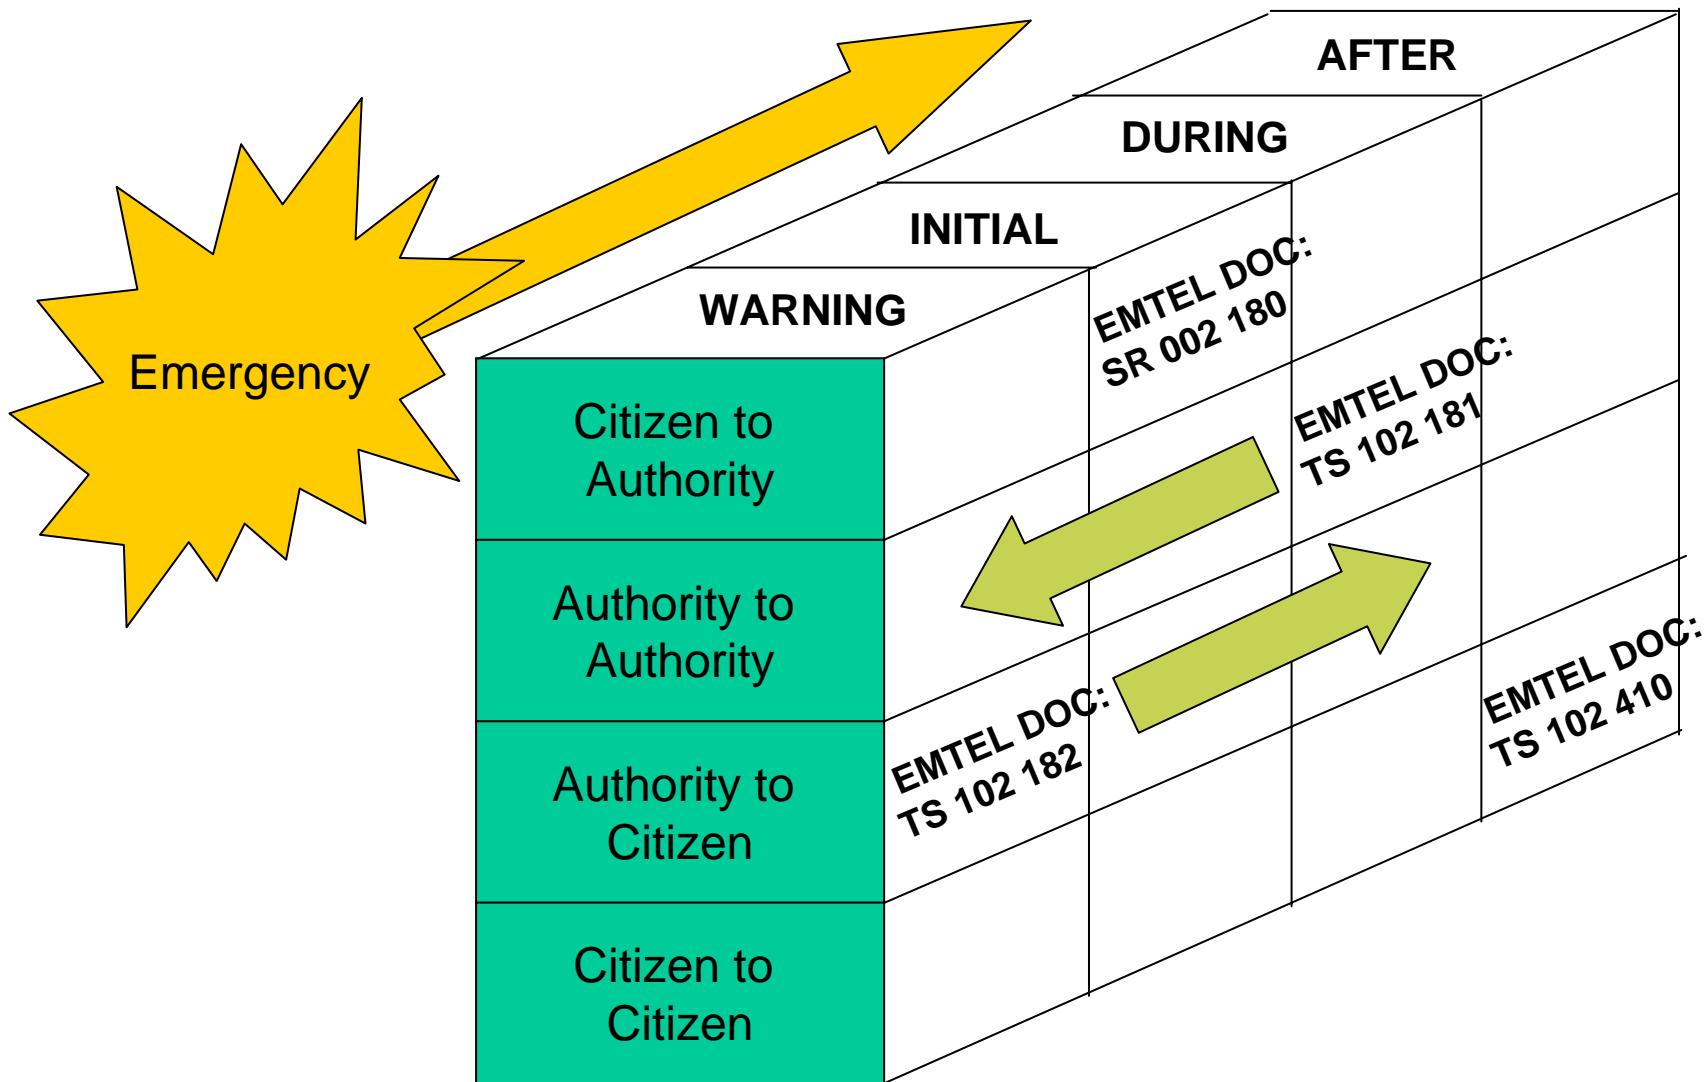 AFTER
DURING
INITIAL
WARNING
Emergency
Citizen to
Authority
Authority to
Authority
Authority to
Citizen
Citizen to
Citizen
EMTEL DOC:
SR 002 180
EMTEL DOC:
TS 102 181
EMTEL DOC:
TS 102 182
EMTEL DOC:
TS 102 410